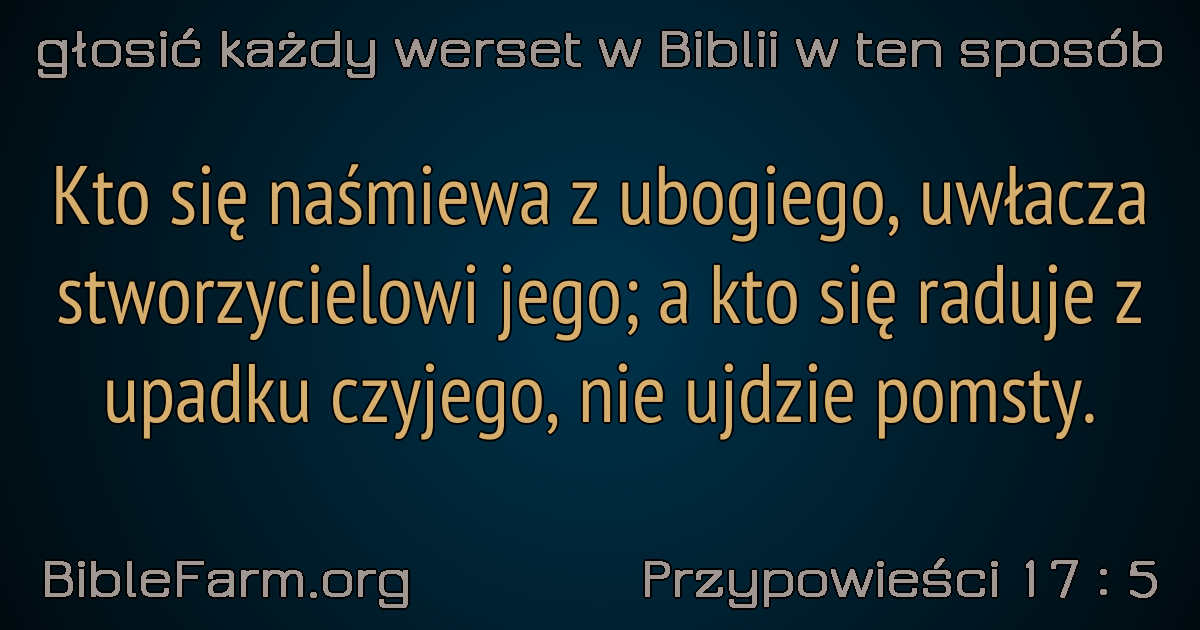 głosić każdy werset w Biblii w ten sposób
Kto się naśmiewa z ubogiego, uwłacza
stworzycielowi jego; a kto się raduje z
upadku czyjego, nie ujdzie pomsty.
BibleFarm.org
Przypowieści 17 : 5